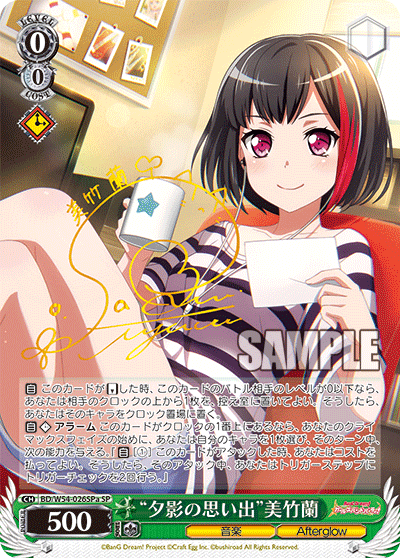 LEVEL
0
0
COST
美竹蘭
SAMPLE
自 このカードが【リバース】した時、このカードのバトル相手のレベルが0以下なら、
あなたは相手のクロックの上から1枚を、控え室に置いてよい。そうしたら、
あなたはそのキャラをクロック置場に置く。
自 アラーム このカードがクロックの1番上にあるなら、あなたのクライ
マックスフェイズの始めに、あなたは自分のキャラを1枚選び、そのターン中、
次の能力を与える。『自 [①] このカードがアタックした時、あなたはコストを
払ってよい。そうしたら、そのアタック中、あなたはトリガーステップに
トリガーチェックを2回行う。』
CH BD/W54-026SPa SP
POWER
500
“夕影の思い出”美竹蘭
音楽
Afterglow
©BanG Dream! Project ©Craft Egg Inc. ©bushiroad All Rights Reserved.